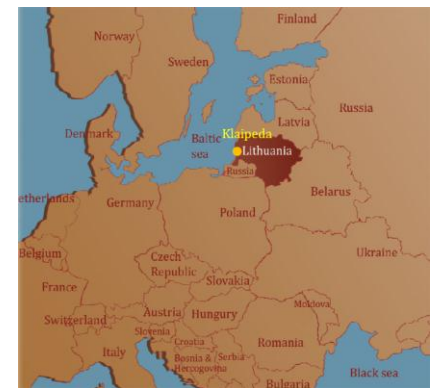 Finland
Norway
Sweden
Estonia
Russia
Latvia
Klaipeda
Denmark
Baltic
sea
Lithuania
Russia
Belarus
etherlands
Germany
Poland
Ukraine
Belgium
Czech
Republic
Slovakia
France
Moldova
Austria
Hungary
Switzerland
Slovenia
Croatia
Romania
Italy
Bosnia &
Hercogovina
Serbia
Black sea
Bulgaria